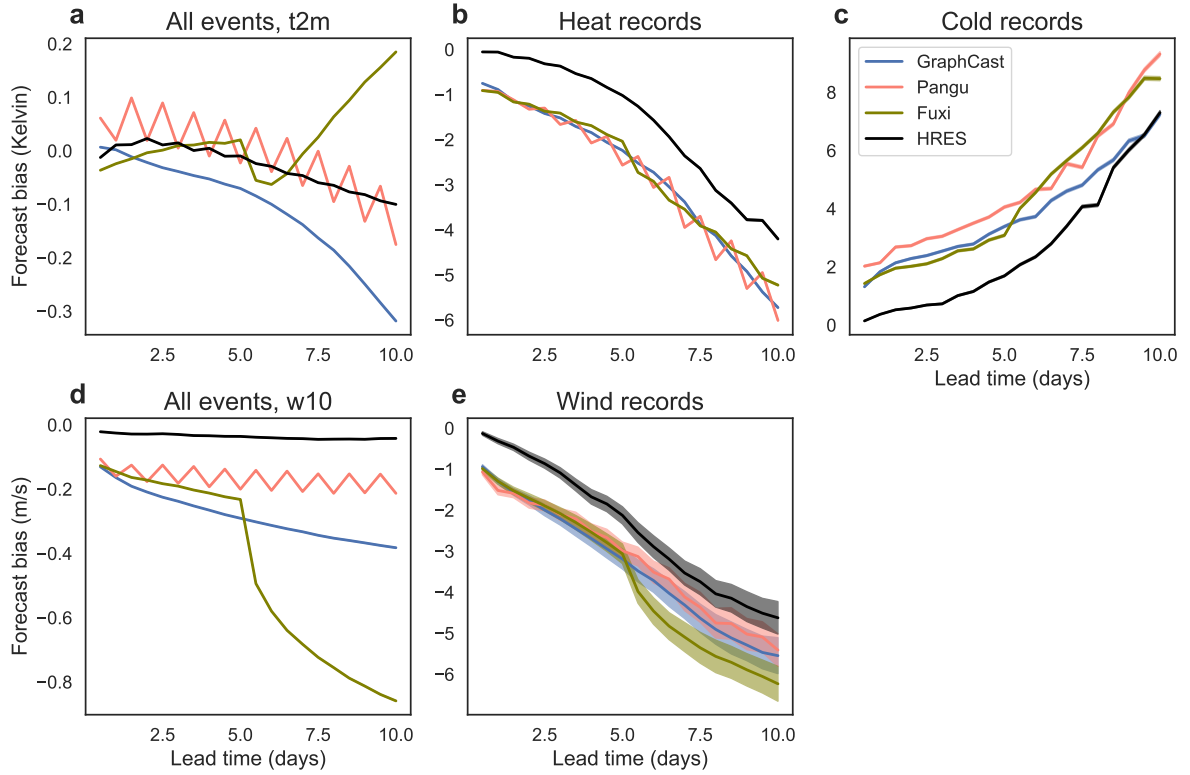 a All events, t2m
Forecast bias (Kelvin)
0.2
0.1
0.0
−0.1
−0.2
−0.3
2.5 5.0 7.5 10.0
b Heat records
0
−1
−2
−3
−4
−5
−6
2.5 5.0 7.5 10.0
c Cold records
GraphCast
Pangu
Fuxi
HRES
8
6
4
2
0
2.5 5.0 7.5 10.0
Lead time (days)
d All events, w10
Forecast bias (m/s)
0.0
−0.2
−0.4
−0.6
−0.8
2.5 5.0 7.5 10.0
Lead time (days)
e Wind records
0
−1
−2
−3
−4
−5
−6
2.5 5.0 7.5 10.0
Lead time (days)